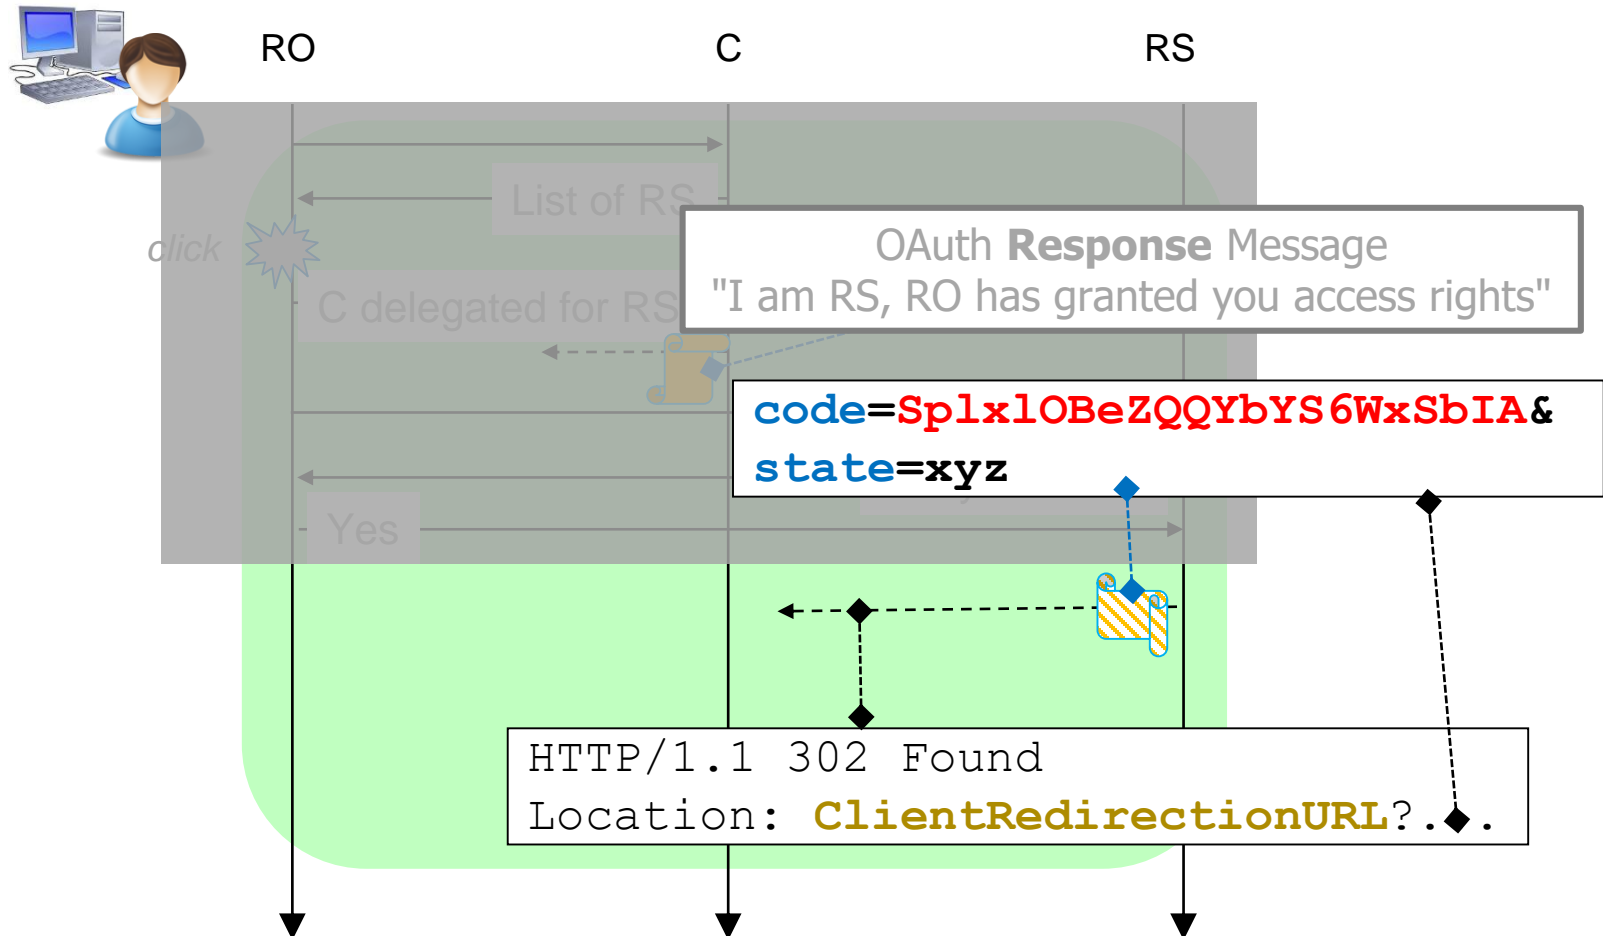 RO
C
RS
List of RS
click
OAuth Response Message
"I am RS, RO has granted you access rights"
C delegated for RS
code=SplxlOBeZQQYbYS6WxSbIA&
state=xyz
Yes
HTTP/1.1 302 Found
Location: ClientRedirectionURL?...